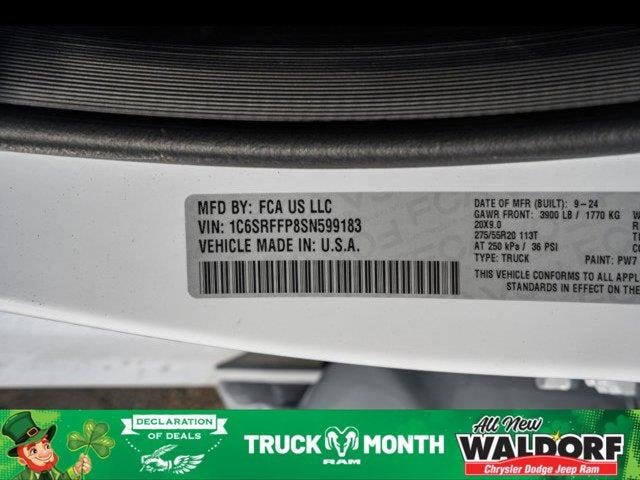 MFD BY: FCA US LLC
VIN: 1C6SRFFP8SN599183
VEHICLE MADE IN: U.S.A.
DATE OF MFR (BUILT): 9-24
GAWR FRONT: 3900 LB / 1770 KG
20X9.0
275/55R20 113T
AT 250 kPa / 36 PSI
TYPE: TRUCK PAINT: PW7
THIS VEHICLE CONFORMS TO ALL APPL
STANDARDS IN EFFECT ON THE
DECLARATION
OF DEALS
TRUCK MONTH
RAM
All New
WALDORF
Chrysler Dodge Jeep Ram